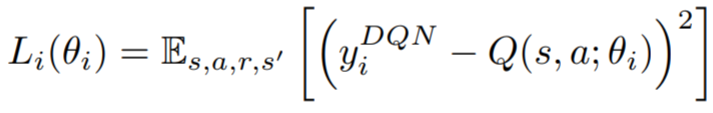 L_i(θ_i) = 𝔼_{s,a,r,s′} [(y_i^{DQN} − Q(s, a; θ_i))^2]